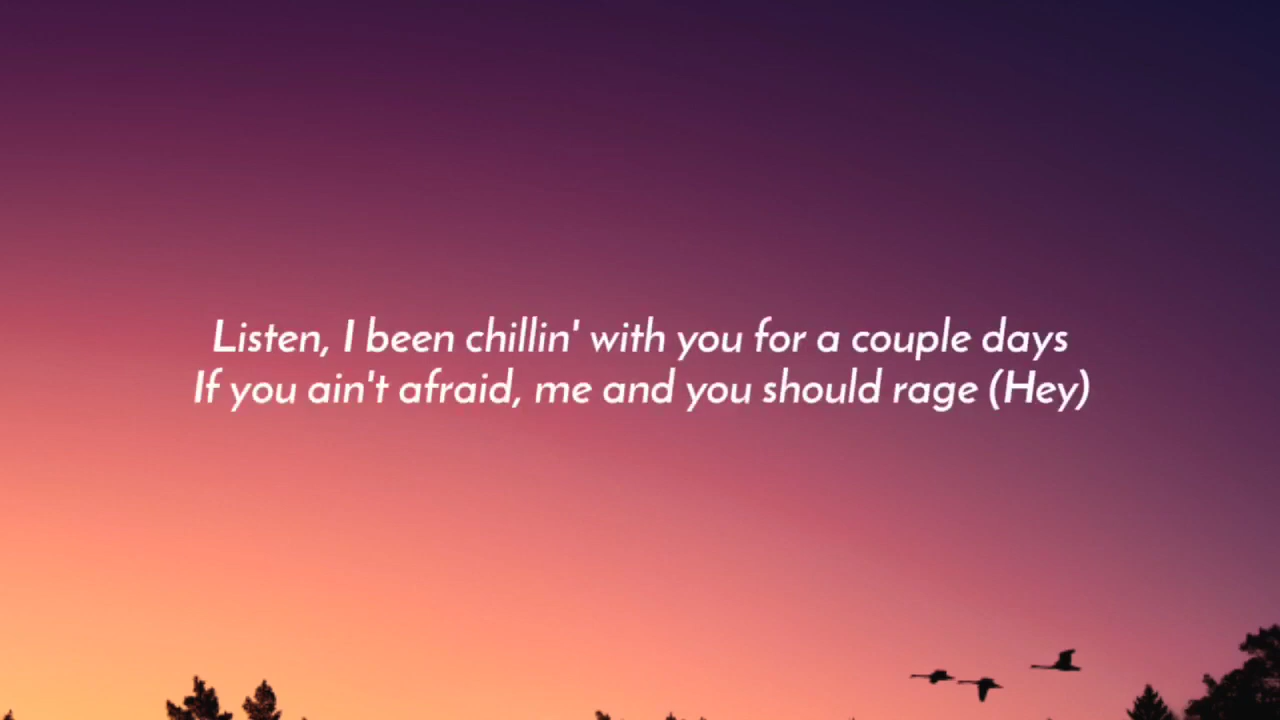 Listen, I been chillin' with you for a couple days
If you ain't afraid, me and you should rage (Hey)